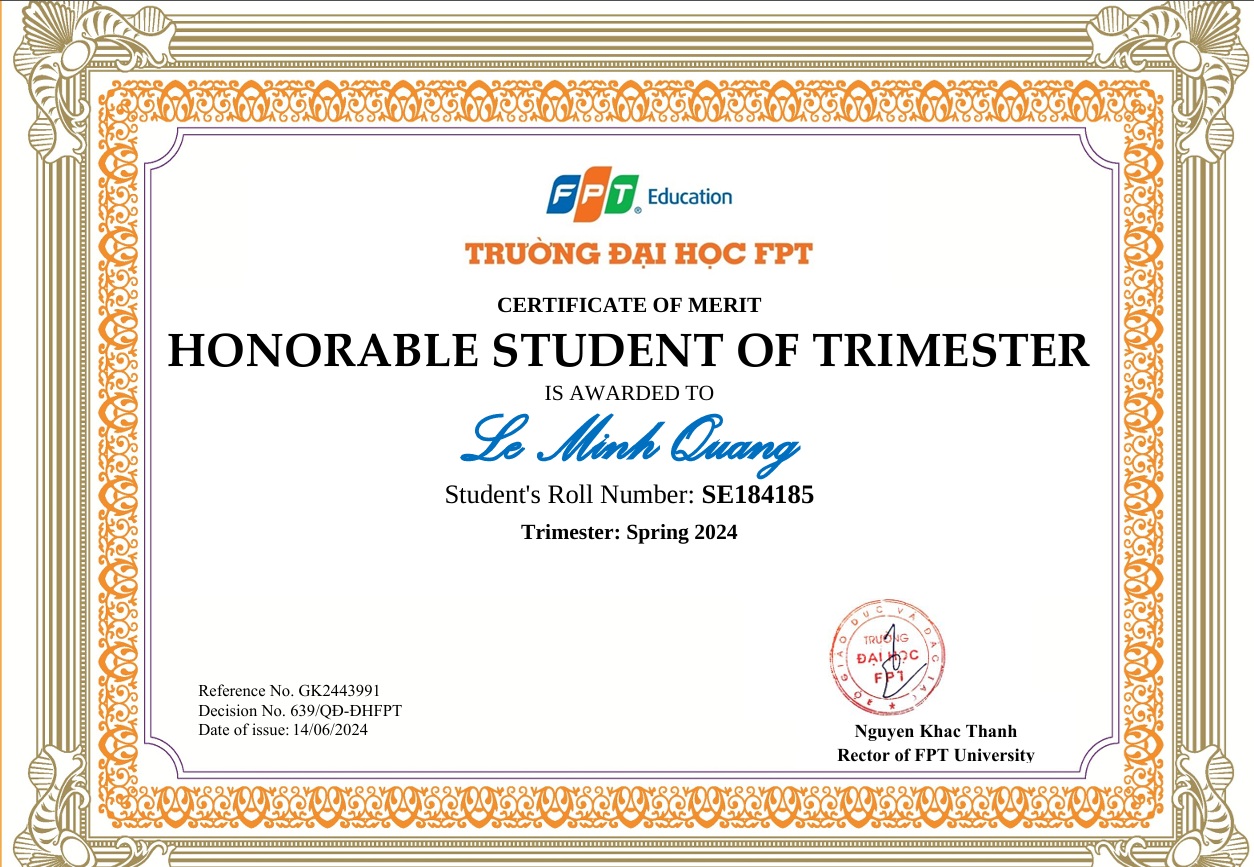 FPT® Education
TRƯỜNG ĐẠI HỌC FPT
CERTIFICATE OF MERIT
HONORABLE STUDENT OF TRIMESTER
IS AWARDED TO
Le Minh Quang
Student's Roll Number: SE184185
Trimester: Spring 2024
BỘ GIÁO DỤC VÀ ĐÀO TẠO
TRƯỜNG
ĐẠI HỌC
FPT
Reference No. GK2443991
Decision No. 639/QĐ-ĐHFPT
Date of issue: 14/06/2024
Nguyen Khac Thanh
Rector of FPT University